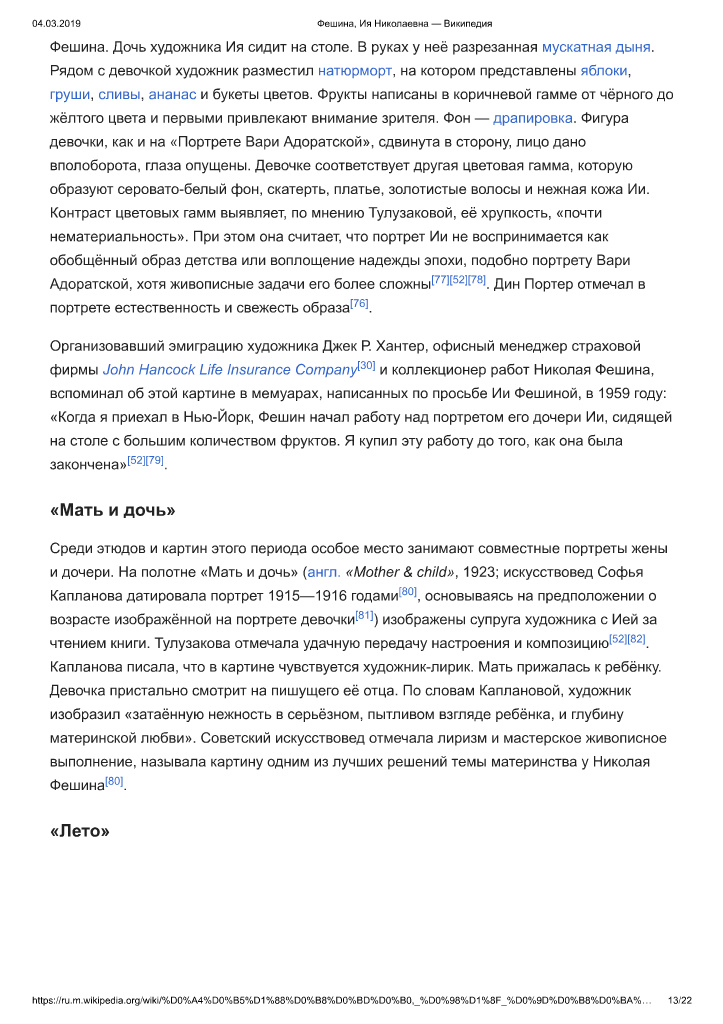 04.03.2019
Фешина, Ия Николаевна — Википедия
Фешина. Дочь художника Ия сидит на столе. В руках у неё разрезанная мускатная дыня.
Рядом с девочкой художник разместил натюрморт, на котором представлены яблоки,
груши, сливы, ананас и букеты цветов. Фрукты написаны в коричневой гамме от чёрного до
жёлтого цвета и первыми привлекают внимание зрителя. Фон — драпировка. Фигура
девочки, как и на «Портрете Вари Адоратской», сдвинута в сторону, лицо дано
вполоборота, глаза опущены. Девочке соответствует другая цветовая гамма, которую
образуют серовато-белый фон, скатерть, платье, золотистые волосы и нежная кожа Ии.
Контраст цветовых гамм выявляет, по мнению Тулузаковой, её хрупкость, «почти
нематериальность». При этом она считает, что портрет Ии не воспринимается как
обобщённый образ детства или воплощение надежды эпохи, подобно портрету Вари
Адоратской, хотя живописные задачи его более сложны[77][52][78]. Дин Портер отмечал в
портрете естественность и свежесть образа[76].
Организовавший эмиграцию художника Джек Р. Хантер, офисный менеджер страховой
фирмы John Hancock Life Insurance Company[30] и коллекционер работ Николая Фешина,
вспоминал об этой картине в мемуарах, написанных по просьбе Ии Фешиной, в 1959 году:
«Когда я приехал в Нью-Йорк, Фешин начал работу над портретом его дочери Ии, сидящей
на столе с большим количеством фруктов. Я купил эту работу до того, как она была
закончена»[52][79].
«Мать и дочь»
Среди этюдов и картин этого периода особое место занимают совместные портреты жены
и дочери. На полотне «Мать и дочь» (англ. «Mother & child», 1923; искусствовед Софья
Капланова датировала портрет 1915—1916 годами[80], основываясь на предположении о
возрасте изображённой на портрете девочки[81]) изображены супруга художника с Ией за
чтением книги. Тулузакова отмечала удачную передачу настроения и композицию[52][82].
Капланова писала, что в картине чувствуется художник-лирик. Мать прижалась к ребёнку.
Девочка пристально смотрит на пишущего её отца. По словам Каплановой, художник
изобразил «затаённую нежность в серьёзном, пытливом взгляде ребёнка, и глубину
материнской любви». Советский искусствовед отмечала лиризм и мастерское живописное
выполнение, называла картину одним из лучших решений темы материнства у Николая
Фешина[80].
«Лето»
https://ru.m.wikipedia.org/wiki/%D0%A4%D0%B5%D1%88%D0%B8%D0%BD%D0%B0,_%D0%98%D1%8F_%D0%9D%D0%B8%D0%BA%…
13/22